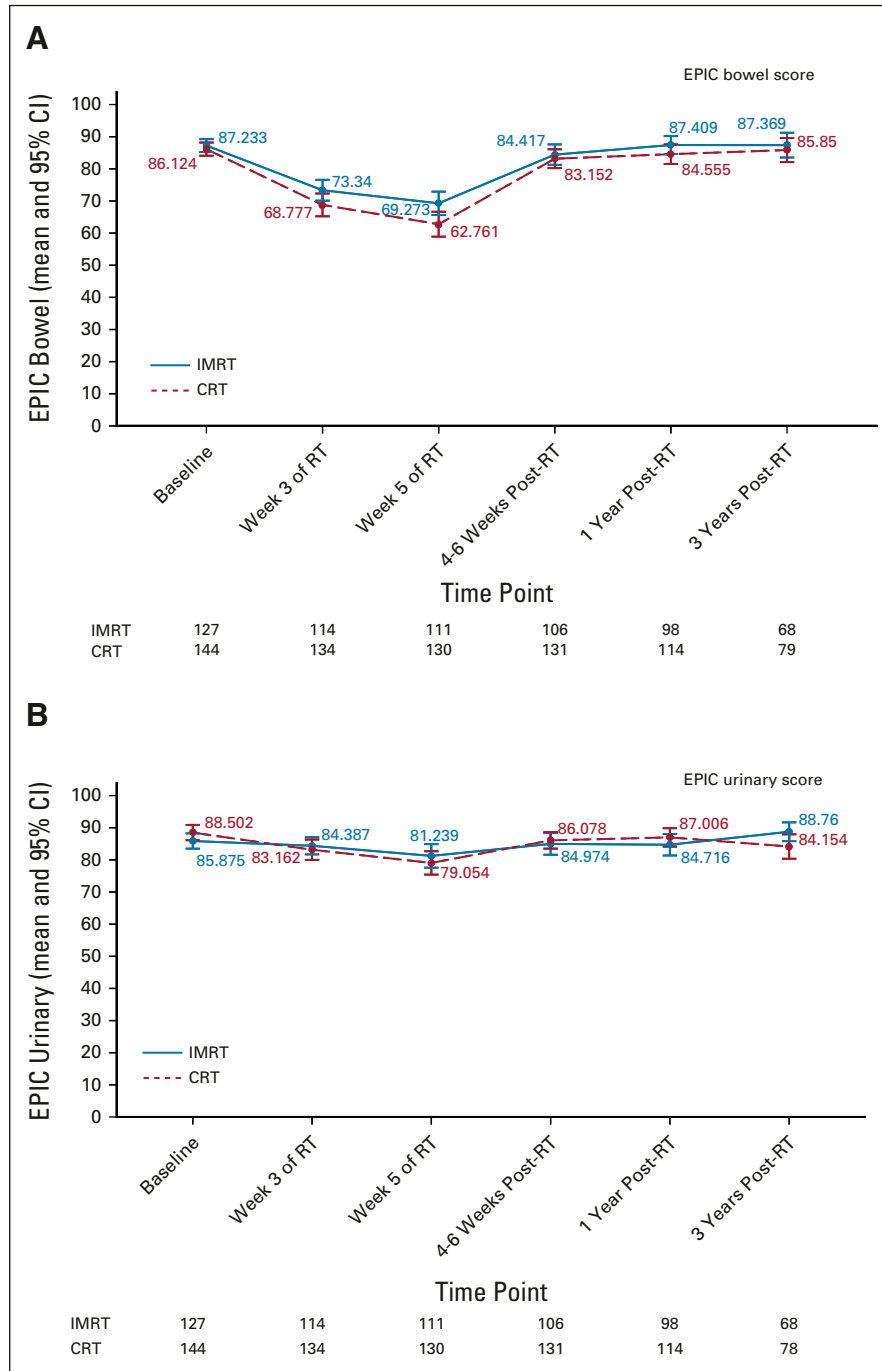 A
EPIC bowel score
EPIC Bowel (mean and 95% CI)
100
90
80
70
60
50
40
30
20
10
0
87.233
86.124
73.34
68.777
69.273
62.761
84.417
83.152
87.409
84.555
87.369
85.85
IMRT
CRT
Baseline
Week 3 of RT
Week 5 of RT
4-6 Weeks Post-RT
1 Year Post-RT
3 Years Post-RT
Time Point
IMRT 127 114 111 106 98 68
CRT 144 134 130 131 114 79
B
EPIC urinary score
EPIC Urinary (mean and 95% CI)
100
90
80
70
60
50
40
30
20
10
0
88.502
85.875
84.387
83.162
81.239
79.054
86.078
84.974
87.006
84.716
88.76
84.154
IMRT
CRT
Baseline
Week 3 of RT
Week 5 of RT
4-6 Weeks Post-RT
1 Year Post-RT
3 Years Post-RT
Time Point
IMRT 127 114 111 106 98 68
CRT 144 134 130 131 114 78